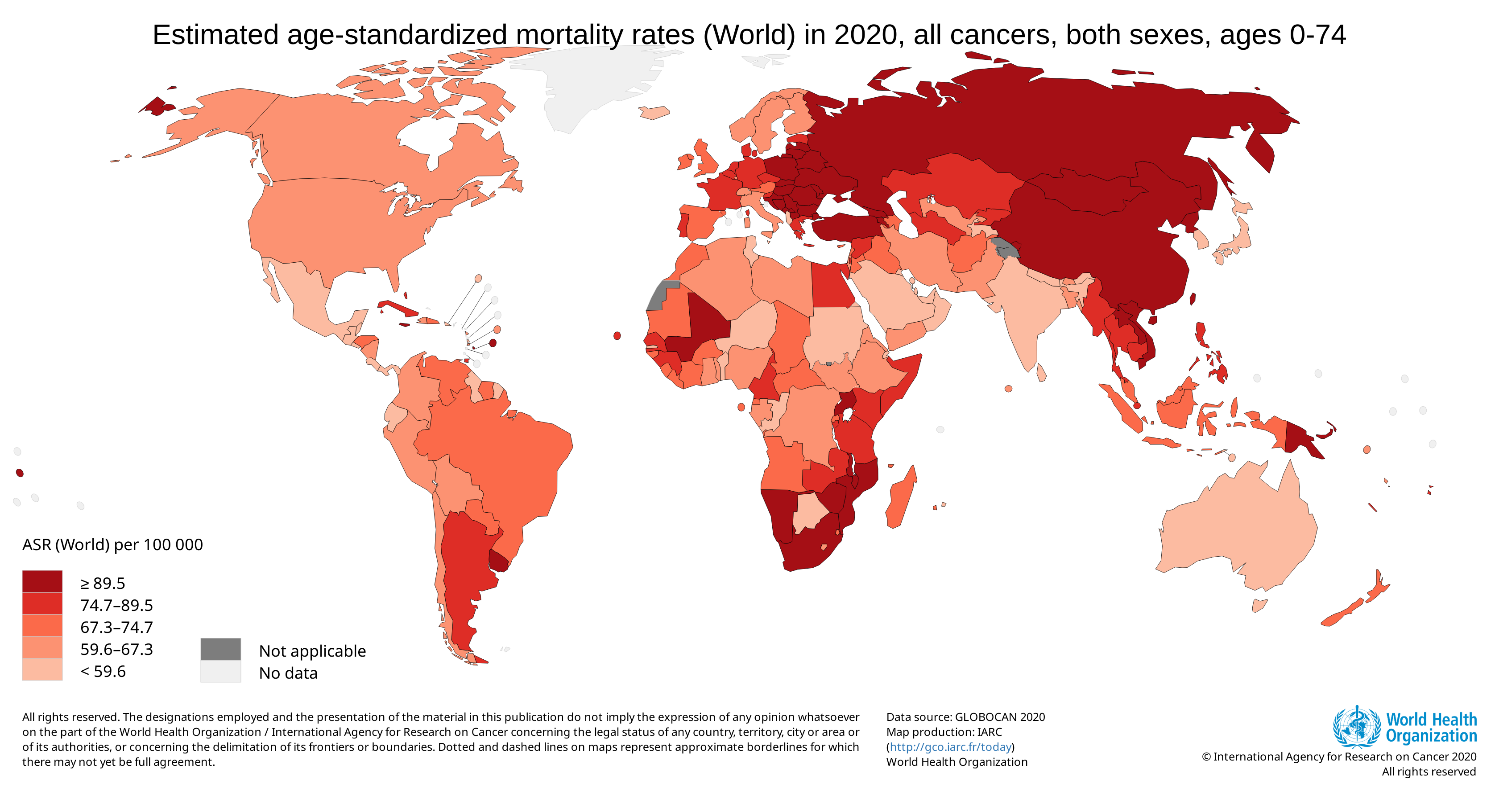 Estimated age-standardized mortality rates (World) in 2020, all cancers, both sexes, ages 0-74
ASR (World) per 100 000
≥ 89.5
74.7–89.5
67.3–74.7
59.6–67.3
< 59.6
Not applicable
No data
All rights reserved. The designations employed and the presentation of the material in this publication do not imply the expression of any opinion whatsoever
on the part of the World Health Organization / International Agency for Research on Cancer concerning the legal status of any country, territory, city or area or
of its authorities, or concerning the delimitation of its frontiers or boundaries. Dotted and dashed lines on maps represent approximate borderlines for which
there may not yet be full agreement.
Data source: GLOBOCAN 2020
Map production: IARC
(http://gco.iarc.fr/today)
World Health Organization
World Health
Organization
© International Agency for Research on Cancer 2020
All rights reserved